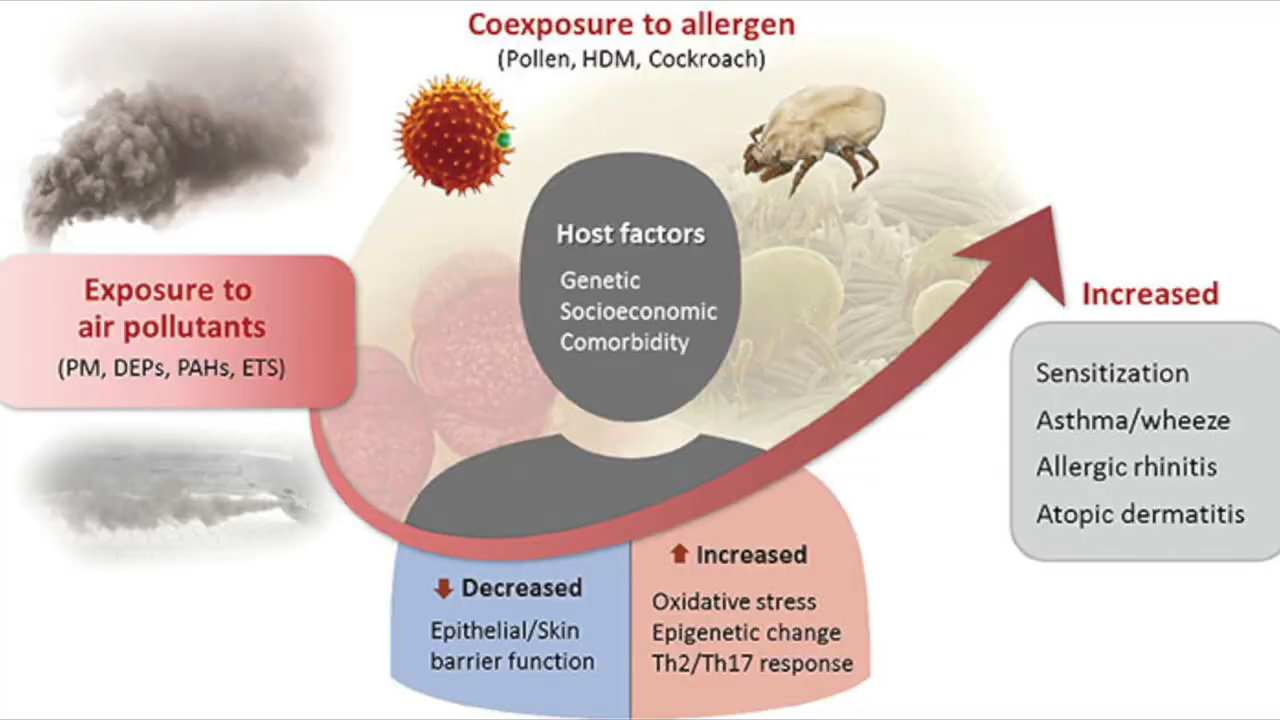 Coexposure to allergen
(Pollen, HDM, Cockroach)
Host factors
Genetic
Socioeconomic
Comorbidity
Exposure to
air pollutants
(PM, DEPs, PAHs, ETS)
Increased
Sensitization
Asthma/wheeze
Allergic rhinitis
Atopic dermatitis
Decreased
Epithelial/Skin
barrier function
Increased
Oxidative stress
Epigenetic change
Th2/Th17 response